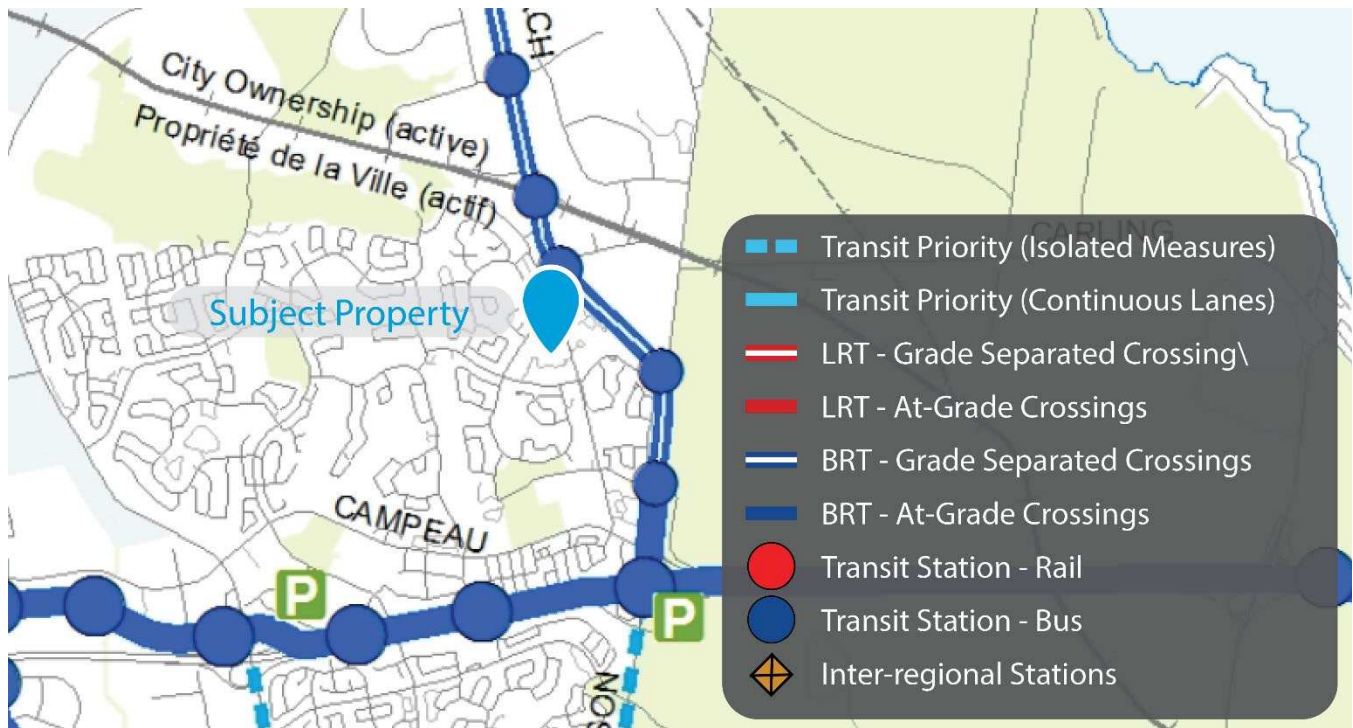 ACH
City Ownership (active)
Propriété de la Ville (actif)
Subject Property
CAMPEAU
P
P
SON
CARLING
Transit Priority (Isolated Measures)
Transit Priority (Continuous Lanes)
LRT - Grade Separated Crossing\
LRT - At-Grade Crossings
BRT - Grade Separated Crossings
BRT - At-Grade Crossings
Transit Station - Rail
Transit Station - Bus
Inter-regional Stations